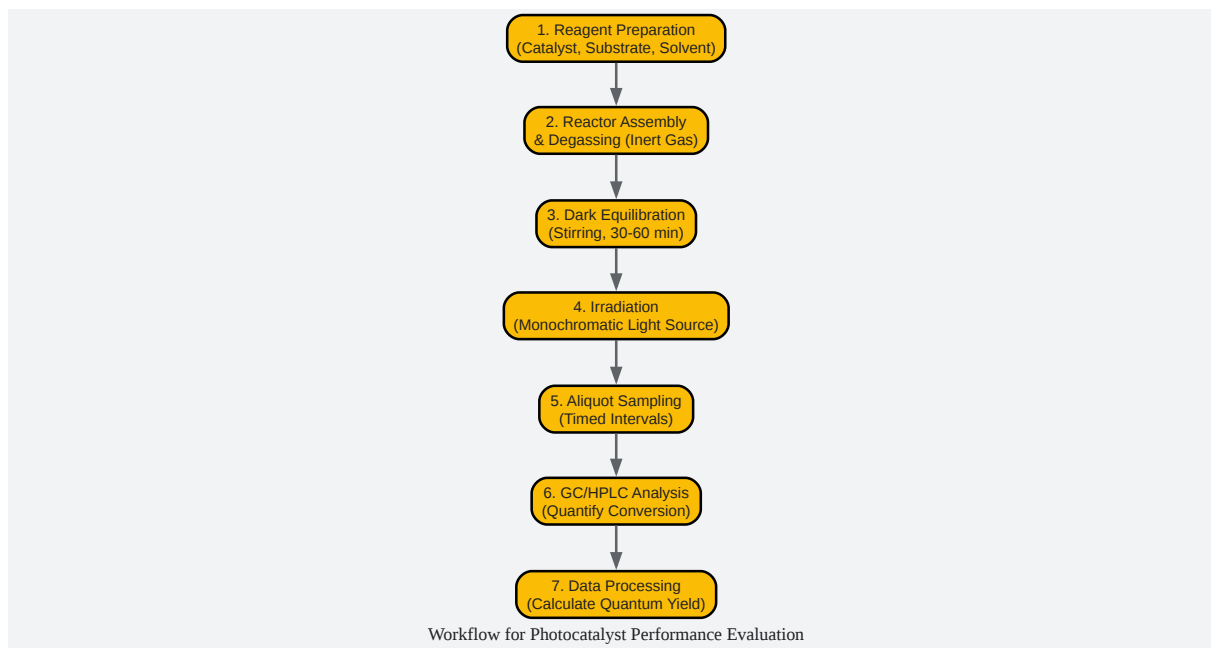 1. Reagent Preparation
(Catalyst, Substrate, Solvent)
2. Reactor Assembly
& Degassing (Inert Gas)
3. Dark Equilibration
(Stirring, 30-60 min)
4. Irradiation
(Monochromatic Light Source)
5. Aliquot Sampling
(Timed Intervals)
6. GC/HPLC Analysis
(Quantify Conversion)
7. Data Processing
(Calculate Quantum Yield)
Workflow for Photocatalyst Performance Evaluation